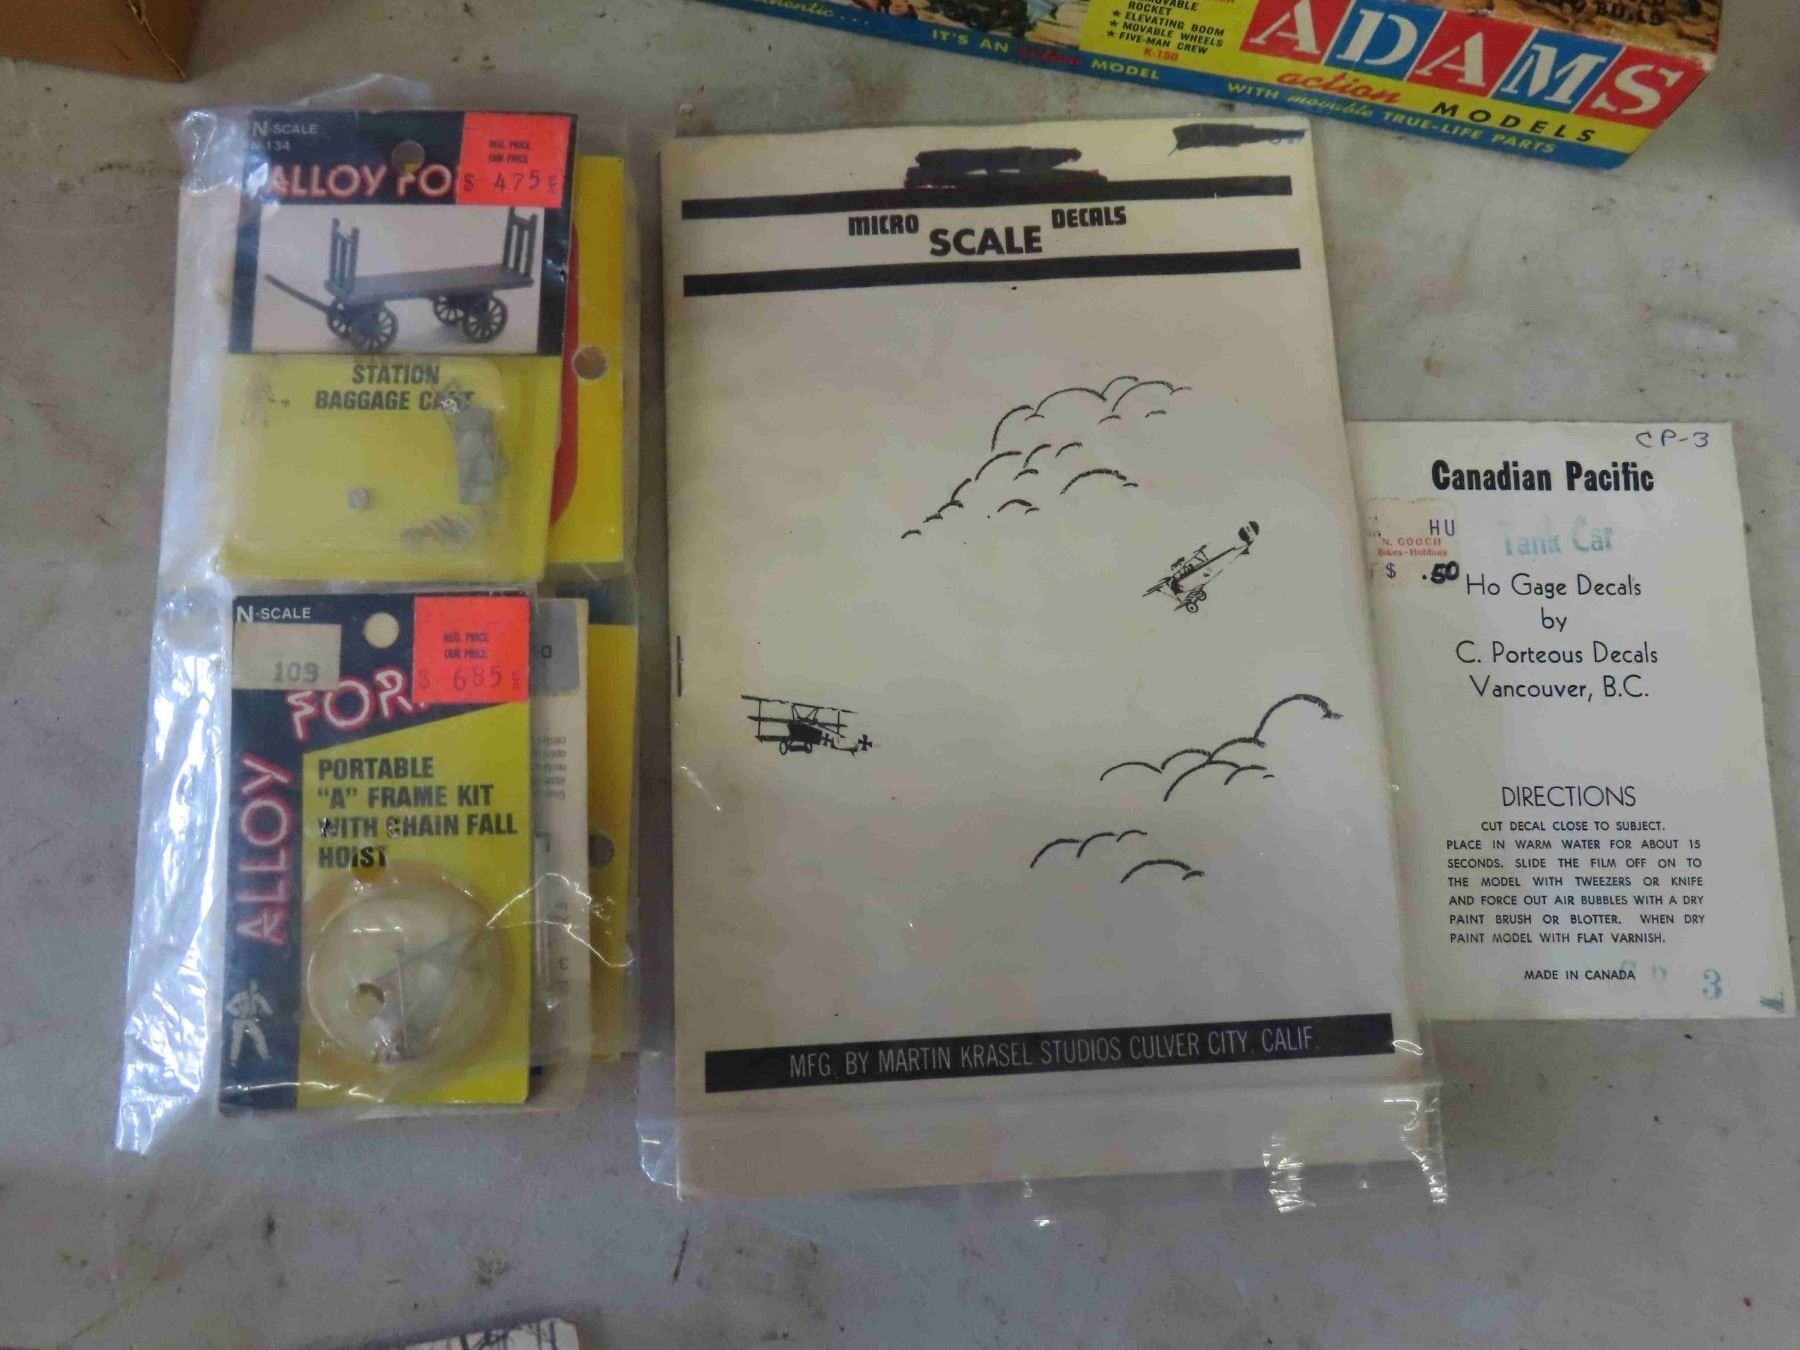 ROCKET
★ ELEVATING BOOM
★ MOVABLE WHEELS
★ FIVE-MAN CREW
K-150
IT'S AN action MODEL
ADAMS
action MODELS
WITH movable TRUE-LIFE PARTS
N-SCALE
N-134
ALLOY FO
REG. PRICE
OUR PRICE
$ 4.75
STATION
BAGGAGE CART
N-SCALE
109
ALLOY FOR
REG. PRICE
OUR PRICE
$ 6.85
PORTABLE
"A" FRAME KIT
WITH CHAIN FALL
HOIST
MICRO SCALE DECALS
MFG. BY MARTIN KRASEL STUDIOS CULVER CITY. CALIF.
CP-3
Canadian Pacific
Tank Car
HU
N. GOOCH
Bikes-Hobbies
$ .50
Ho Gage Decals
by
C. Porteous Decals
Vancouver, B.C.
DIRECTIONS
CUT DECAL CLOSE TO SUBJECT.
PLACE IN WARM WATER FOR ABOUT 15
SECONDS. SLIDE THE FILM OFF ON TO
THE MODEL WITH TWEEZERS OR KNIFE
AND FORCE OUT AIR BUBBLES WITH A DRY
PAINT BRUSH OR BLOTTER. WHEN DRY
PAINT MODEL WITH FLAT VARNISH.
MADE IN CANADA
3